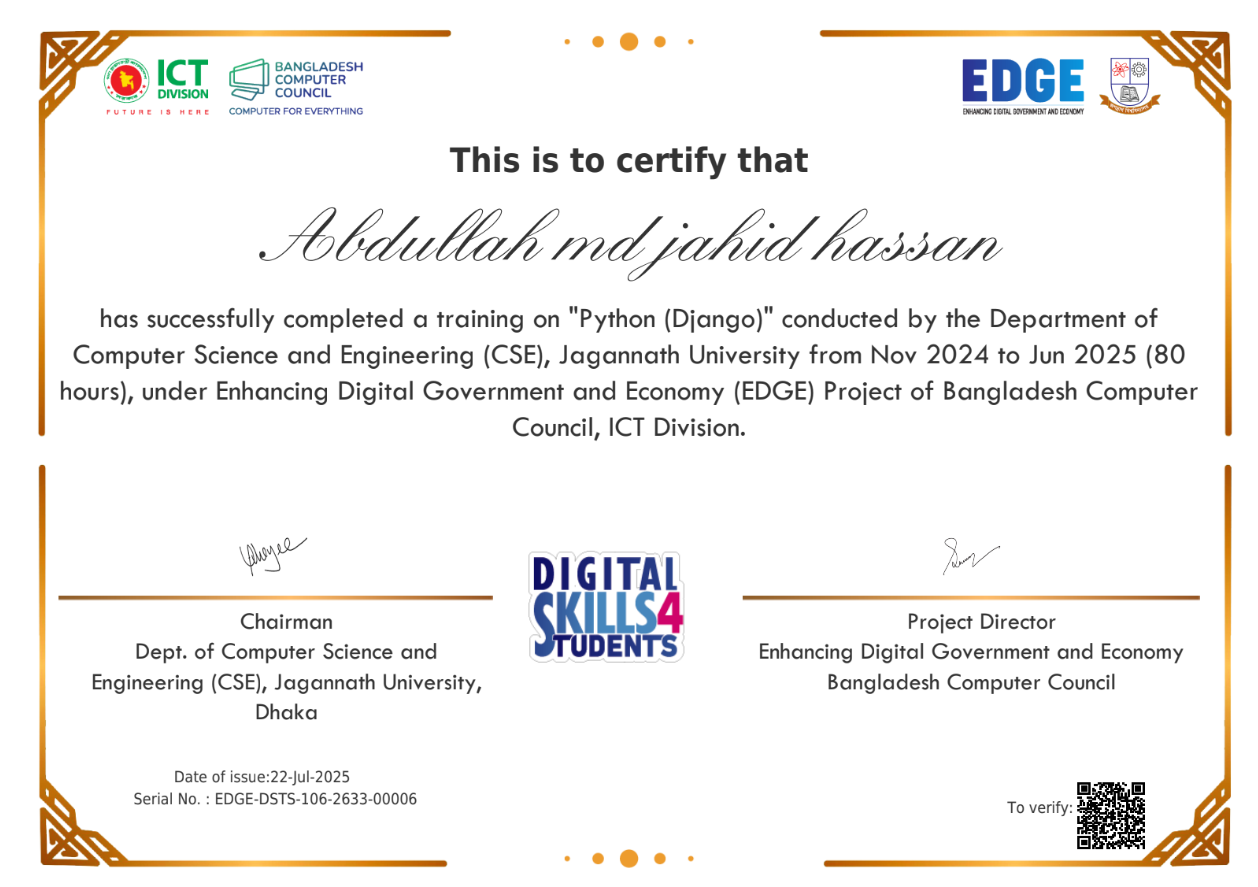 ICT
DIVISION
FUTURE IS HERE
BANGLADESH
COMPUTER
COUNCIL
COMPUTER FOR EVERYTHING
EDGE
ENHANCING DIGITAL GOVERNMENT AND ECONOMY
This is to certify that
Abdullah md jahid hassan
has successfully completed a training on "Python (Django)" conducted by the Department of
Computer Science and Engineering (CSE), Jagannath University from Nov 2024 to Jun 2025 (80
hours), under Enhancing Digital Government and Economy (EDGE) Project of Bangladesh Computer
Council, ICT Division.
Chairman
Dept. of Computer Science and
Engineering (CSE), Jagannath University,
Dhaka
DIGITAL
SKILLS4
STUDENTS
Project Director
Enhancing Digital Government and Economy
Bangladesh Computer Council
Date of issue:22-Jul-2025
Serial No. : EDGE-DSTS-106-2633-00006
To verify: